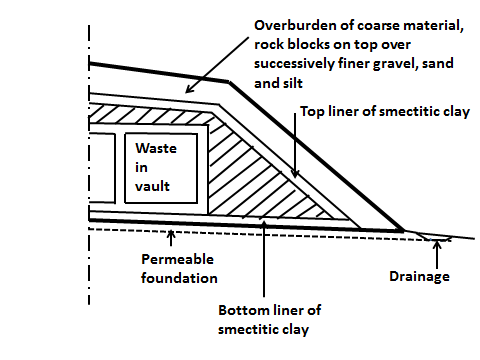 Overburden of coarse material,
rock blocks on top over
successively finer gravel, sand
and silt
Top liner of smectitic clay
Waste
in
vault
Permeable
foundation
Drainage
Bottom liner of
smectitic clay